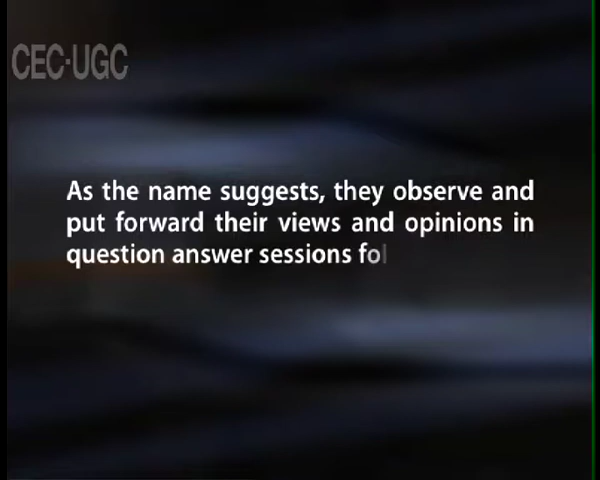 CEC-UGC
As the name suggests, they observe and
put forward their views and opinions in
question answer sessions fo